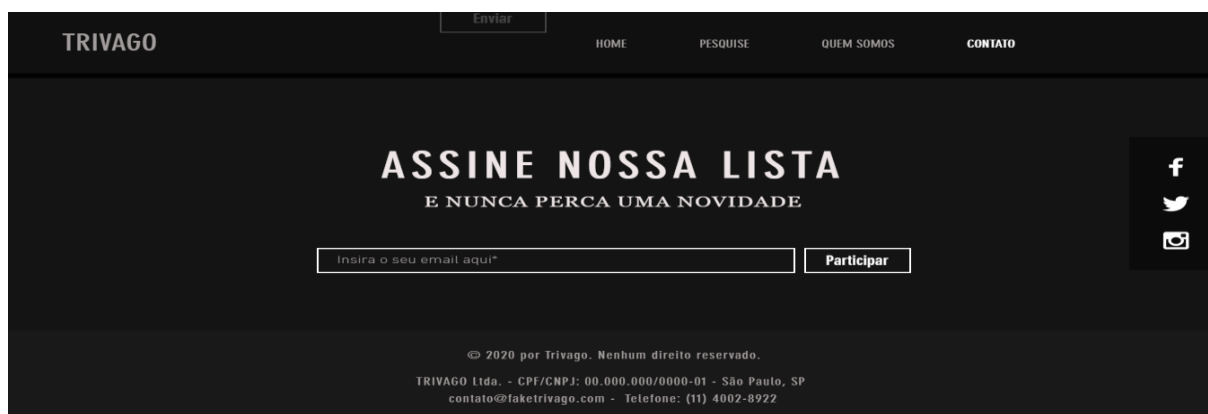 Enviar
TRIVAGO HOME PESQUISE QUEM SOMOS CONTATO
ASSINE NOSSA LISTA
E NUNCA PERCA UMA NOVIDADE
Insira o seu email aqui* Participar
© 2020 por Trivago. Nenhum direito reservado.
TRIVAGO Ltda. - CPF/CNPJ: 00.000.000/0000-01 - São Paulo, SP
contato@faketrivago.com - Telefone: (11) 4002-8922